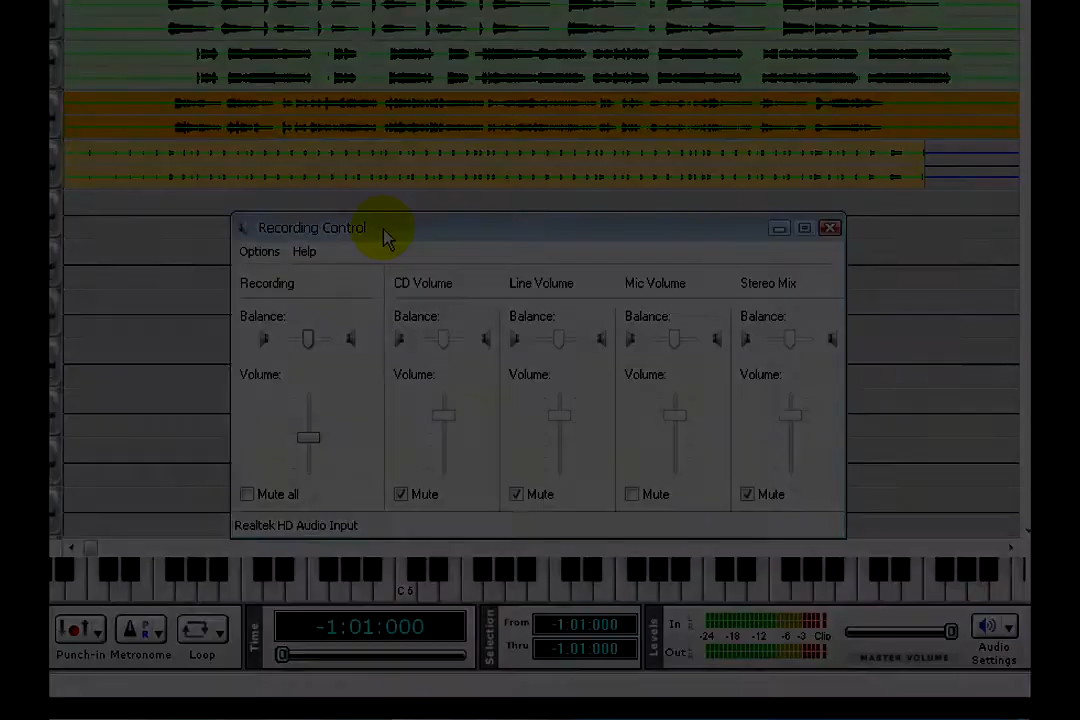 Recording Control
Options Help
Recording CD Volume Line Volume Mic Volume Stereo Mix
Balance: Balance: Balance: Balance: Balance:
Volume: Volume: Volume: Volume: Volume:
Mute all Mute Mute Mute Mute
Realtek HD Audio Input
C 5
Punch-in Metronome Loop
Time
-1:01:000
Selection
From -1:01:000
Thru -1:01:000
Levels
In
-24 -18 -12 -6 -3 Clip
Out
MASTER VOLUME
Audio
Settings